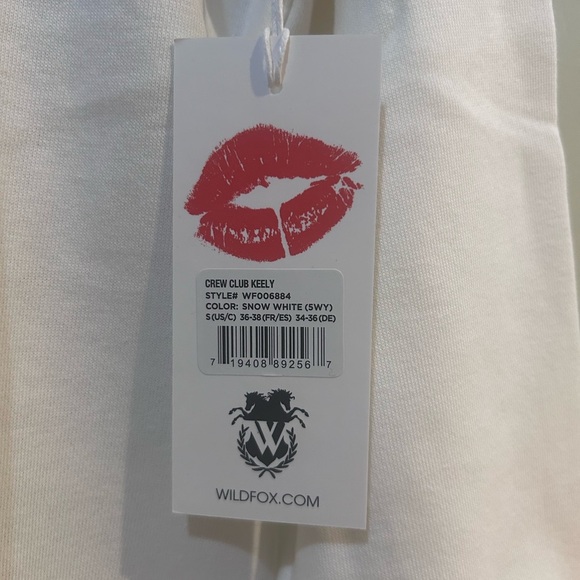 CREW CLUB KEELY
STYLE# WF006884
COLOR: SNOW WHITE (5WY)
S(US/C) 36-38(FR/ES) 34-36(DE)
7 19408 89256 7
W
WILDFOX.COM